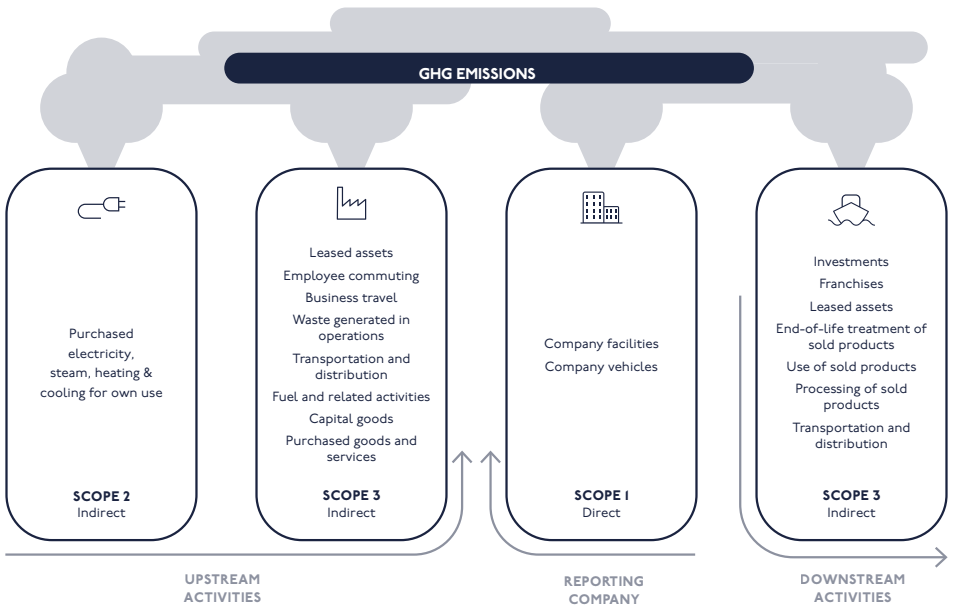 GHG EMISSIONS
Purchased
electricity,
steam, heating &
cooling for own use
SCOPE 2
Indirect
Leased assets
Employee commuting
Business travel
Waste generated in
operations
Transportation and
distribution
Fuel and related activities
Capital goods
Purchased goods and
services
SCOPE 3
Indirect
Company facilities
Company vehicles
SCOPE 1
Direct
Investments
Franchises
Leased assets
End-of-life treatment of
sold products
Use of sold products
Processing of sold
products
Transportation and
distribution
SCOPE 3
Indirect
UPSTREAM
ACTIVITIES
REPORTING
COMPANY
DOWNSTREAM
ACTIVITIES